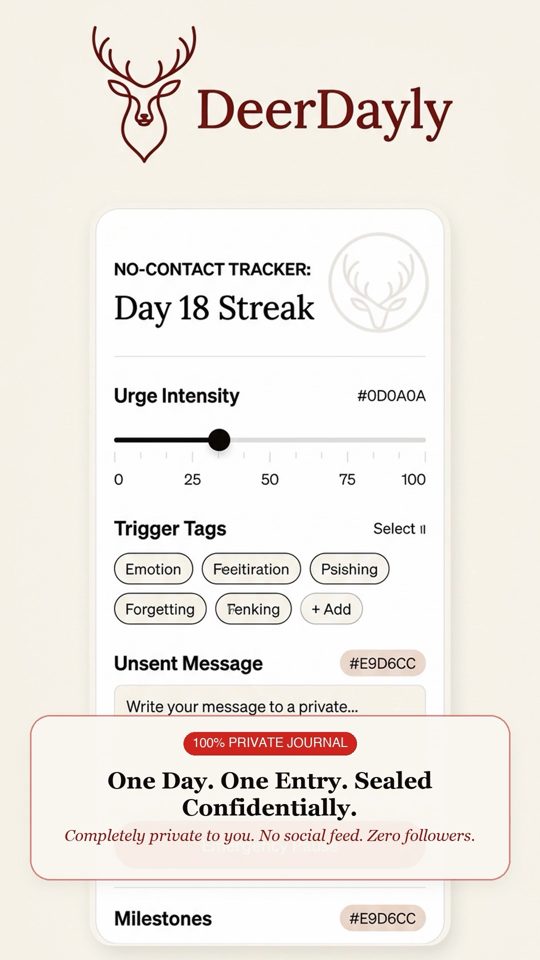 DeerDayly
NO-CONTACT TRACKER:
Day 18 Streak
Urge Intensity #0D0A0A
0 25 50 75 100
Trigger Tags Select
Emotion Feeltiration Psishing
Forgetting Fenking + Add
Unsent Message #E9D6CC
Write your message to a private...
100% PRIVATE JOURNAL
One Day. One Entry. Sealed
Confidentially.
Completely private to you. No social feed. Zero followers.
Milestones #E9D6CC